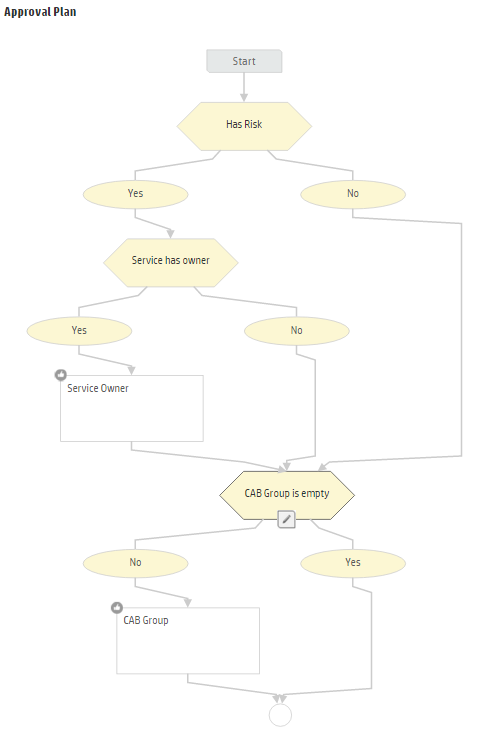 Approval Plan
Start
Has Risk
Yes
No
Service has owner
Yes
No
Service Owner
CAB Group is empty
No
Yes
CAB Group